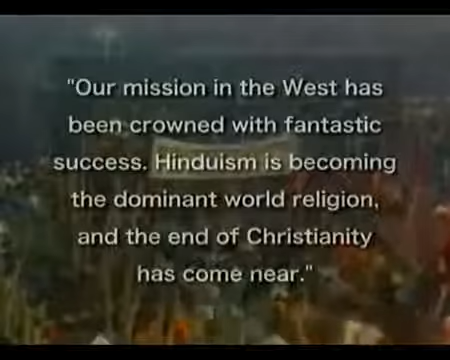 "Our mission in the West has
been crowned with fantastic
success. Hinduism is becoming
the dominant world religion,
and the end of Christianity
has come near."